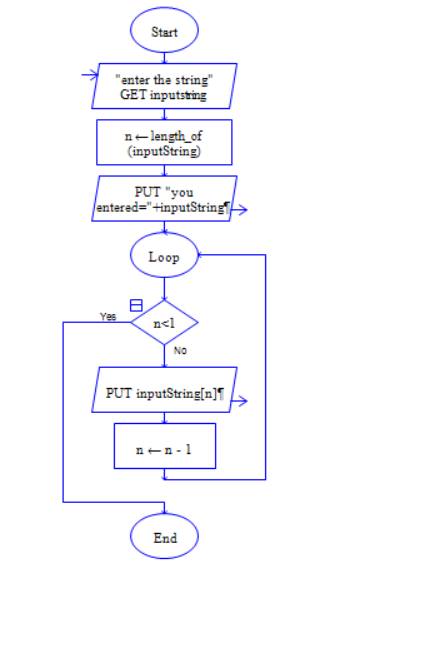 Start
"enter the string"
GET inputstring
n ←length_of
(inputString)
PUT "you
entered="+inputString¶
Loop
Yes
n<1
No
PUT inputString[n]¶
n ← n - 1
End